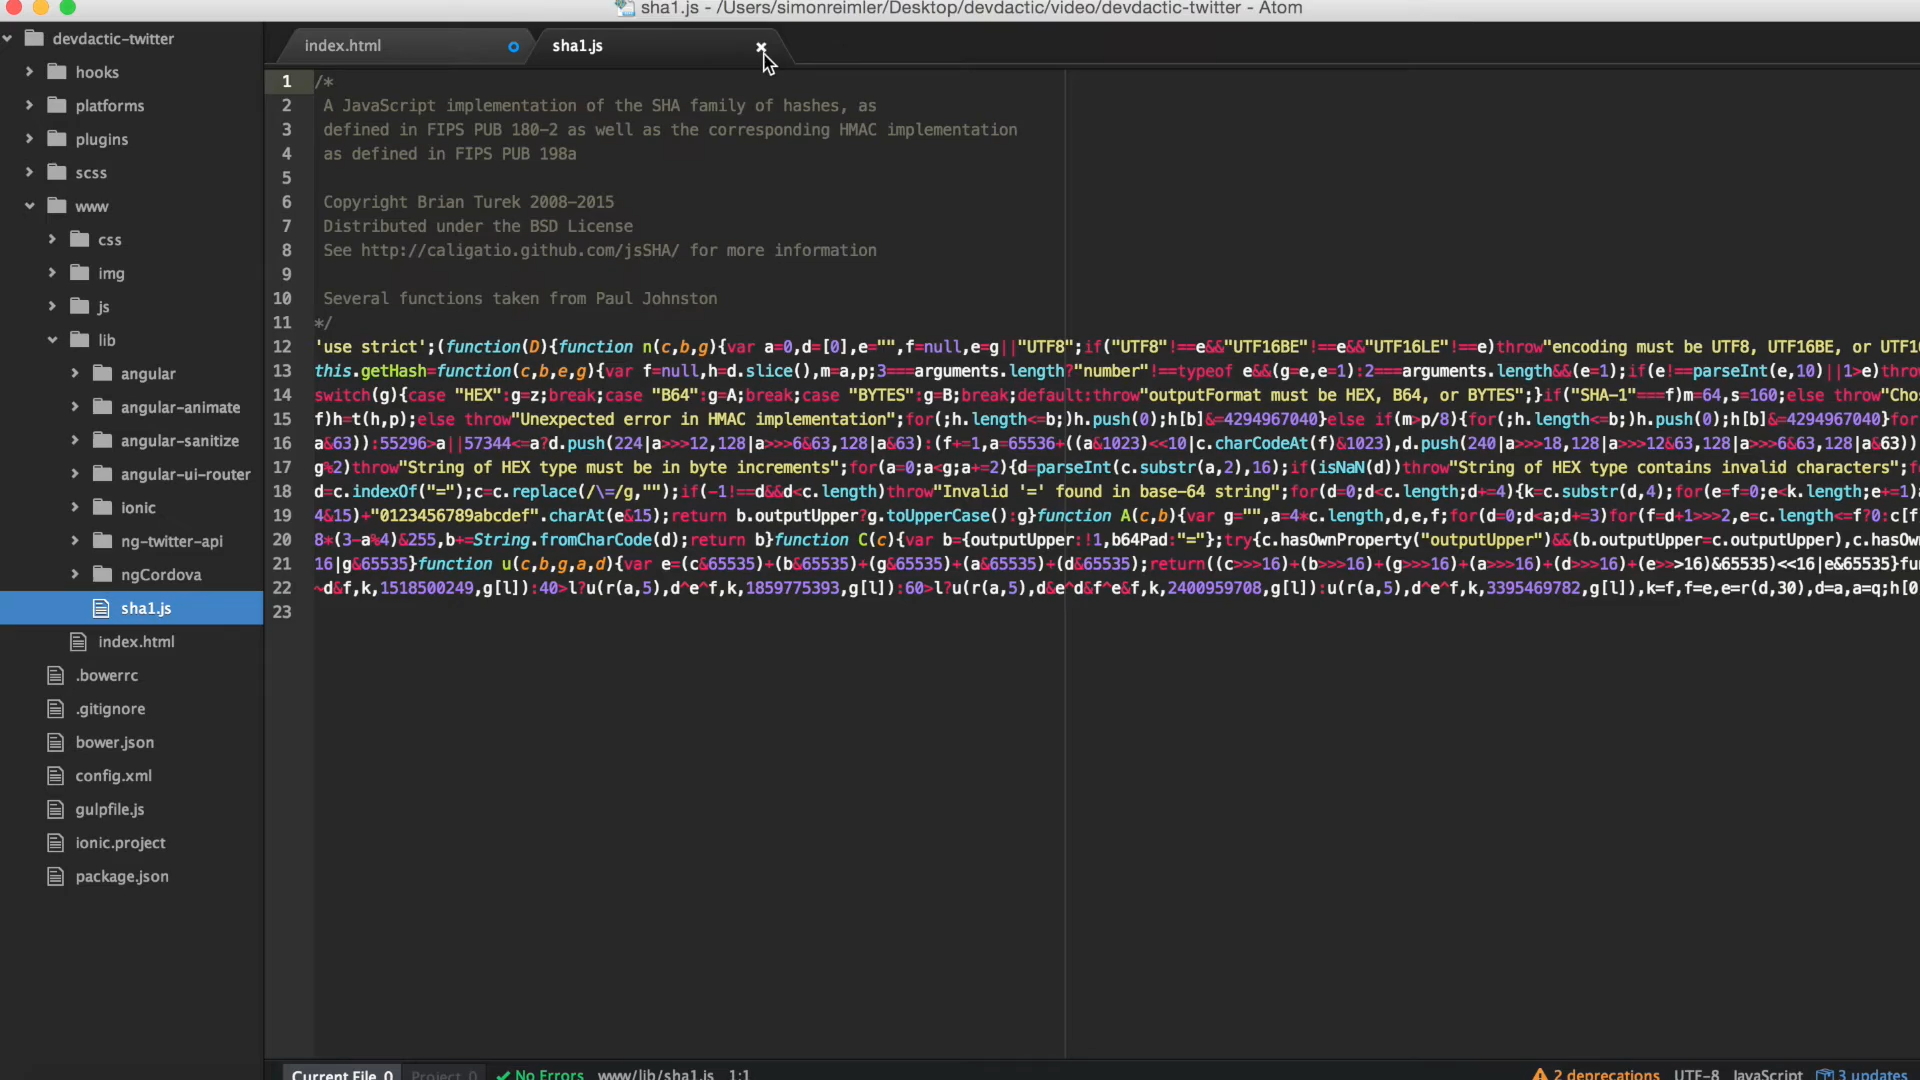 sha1.js - /Users/simonreimler/Desktop/devdactic/video/devdactic-twitter - Atom
devdactic-twitter
hooks
platforms
plugins
scss
www
css
img
js
lib
angular
angular-animate
angular-sanitize
angular-ui-router
ionic
ng-twitter-api
ngCordova
sha1.js
index.html
.bowerrc
.gitignore
bower.json
config.xml
gulpfile.js
ionic.project
package.json
index.html
sha1.js
1 /*
2 A JavaScript implementation of the SHA family of hashes, as
3 defined in FIPS PUB 180-2 as well as the corresponding HMAC implementation
4 as defined in FIPS PUB 198a
5
6 Copyright Brian Turek 2008-2015
7 Distributed under the BSD License
8 See http://caligatio.github.com/jsSHA/ for more information
9
10 Several functions taken from Paul Johnston
11 */
12 'use strict';(function(D){function n(c,b,g){var a=0,d=[0],e="",f=null,e=g||"UTF8";if("UTF8"!==e&&"UTF16BE"!==e&&"UTF16LE"!==e)throw"encoding must be UTF8, UTF16BE, or UTF1
13 this.getHash=function(c,b,e,g){var f=null,h=d.slice(),m=a,p;3===arguments.length?"number"!==typeof e&&(g=e,e=1):2===arguments.length&&(e=1);if(e!==parseInt(e,10)||1>e)throw
14 switch(g){case "HEX":g=z;break;case "B64":g=A;break;case "BYTES":g=B;break;default:throw"outputFormat must be HEX, B64, or BYTES";}if("SHA-1"===f)m=64,s=160;else throw"Cho
15 f)h=t(h,p);else throw"Unexpected error in HMAC implementation";for(;h.length<=b;)h.push(0);h[b]&=4294967040}else if(m>p/8){for(;h.length<=b;)h.push(0);h[b]&=4294967040}for
16 a&63)):55296>a||57344<=a?d.push(224|a>>>12,128|a>>>6&63,128|a&63):(f+=1,a=65536+((a&1023)<<10|c.charCodeAt(f)&1023),d.push(240|a>>>18,128|a>>>12&63,128|a>>>6&63,128|a&63))
17 g%2)throw"String of HEX type must be in byte increments";for(a=0;a<g;a+=2){d=parseInt(c.substr(a,2),16);if(isNaN(d))throw"String of HEX type contains invalid characters";f
18 d=c.indexOf("=");c=c.replace(/\=/g,"");if(-1!==d&&d<c.length)throw"Invalid '=' found in base-64 string";for(d=0;d<c.length;d+=4){k=c.substr(d,4);for(e=f=0;e<k.length;e+=1)
19 4&15)+"0123456789abcdef".charAt(e&15);return b.outputUpper?g.toUpperCase():g}function A(c,b){var g="",a=4*c.length,d,e,f;for(d=0;d<a;d+=3)for(f=d+1>>>2,e=c.length<=f?0:c[f
20 8*(3-a%4)&255,b+=String.fromCharCode(d);return b}function C(c){var b={outputUpper:!1,b64Pad:"="};try{c.hasOwnProperty("outputUpper")&&(b.outputUpper=c.outputUpper),c.hasOw
21 16|g&65535}function u(c,b,g,a,d){var e=(c&65535)+(b&65535)+(g&65535)+(a&65535)+(d&65535);return((c>>>16)+(b>>>16)+(g>>>16)+(a>>>16)+(d>>>16)+(e>>>16)&65535)<<16|e&65535}fu
22 ~d&f,k,1518500249,g[l]):40>l?u(r(a,5),d^e^f,k,1859775393,g[l]):60>l?u(r(a,5),d&e^d&f^e&f,k,2400959708,g[l]):u(r(a,5),d^e^f,k,3395469782,g[l]),k=f,f=e,e=r(d,30),d=a,a=q;h[0
23
Current File 0 Project 0 No Errors www/lib/sha1.js 1:1 2 deprecations UTF-8 JavaScript 3 updates